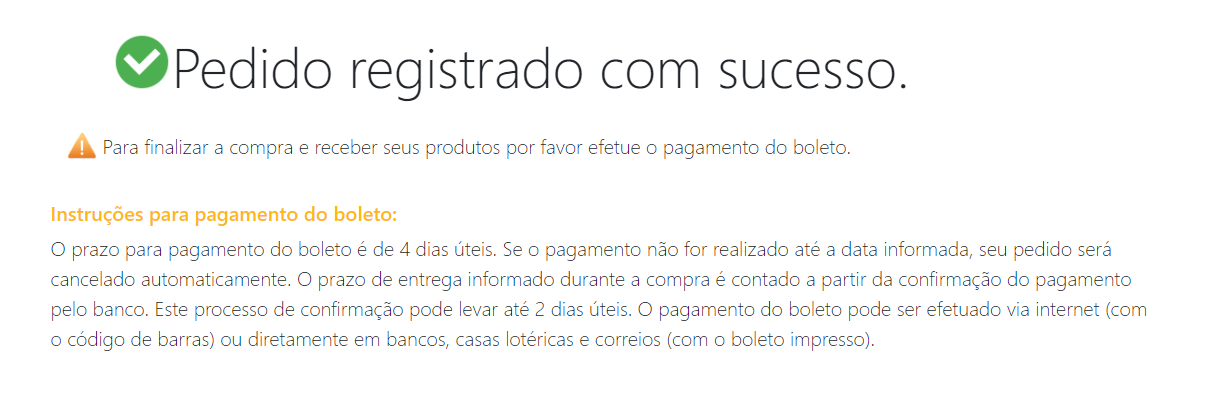 Pedido registrado com sucesso.
Para finalizar a compra e receber seus produtos por favor efetue o pagamento do boleto.
Instruções para pagamento do boleto:
O prazo para pagamento do boleto é de 4 dias úteis. Se o pagamento não for realizado até a data informada, seu pedido será
cancelado automaticamente. O prazo de entrega informado durante a compra é contado a partir da confirmação do pagamento
pelo banco. Este processo de confirmação pode levar até 2 dias úteis. O pagamento do boleto pode ser efetuado via internet (com
o código de barras) ou diretamente em bancos, casas lotéricas e correios (com o boleto impresso).